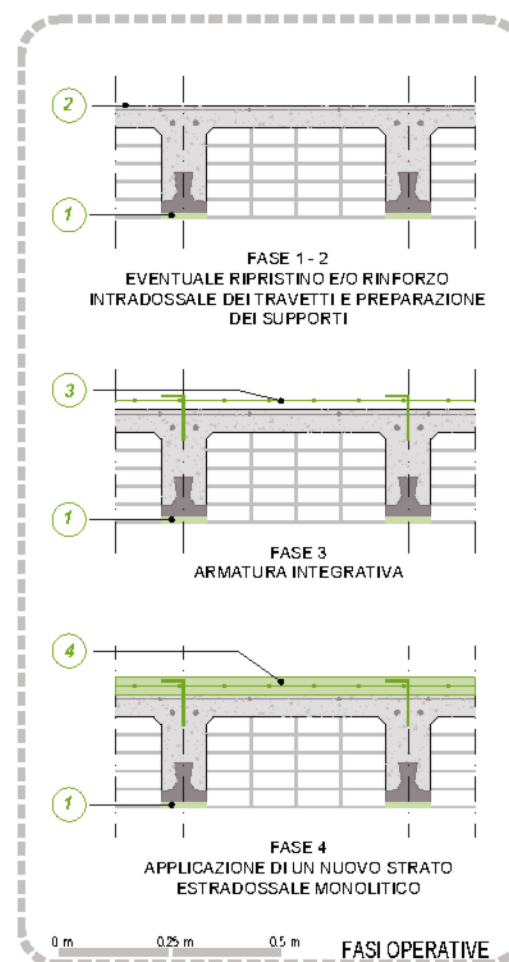 2
1
FASE 1 - 2
EVENTUALE RIPRISTINO E/O RINFORZO
INTRADOSSALE DEI TRAVETTI E PREPARAZIONE
DEI SUPPORTI
3
1
FASE 3
ARMATURA INTEGRATIVA
4
1
FASE 4
APPLICAZIONE DI UN NUOVO STRATO
ESTRADOSSALE MONOLITICO
0 m 0.25 m 0.5 m
FASI OPERATIVE